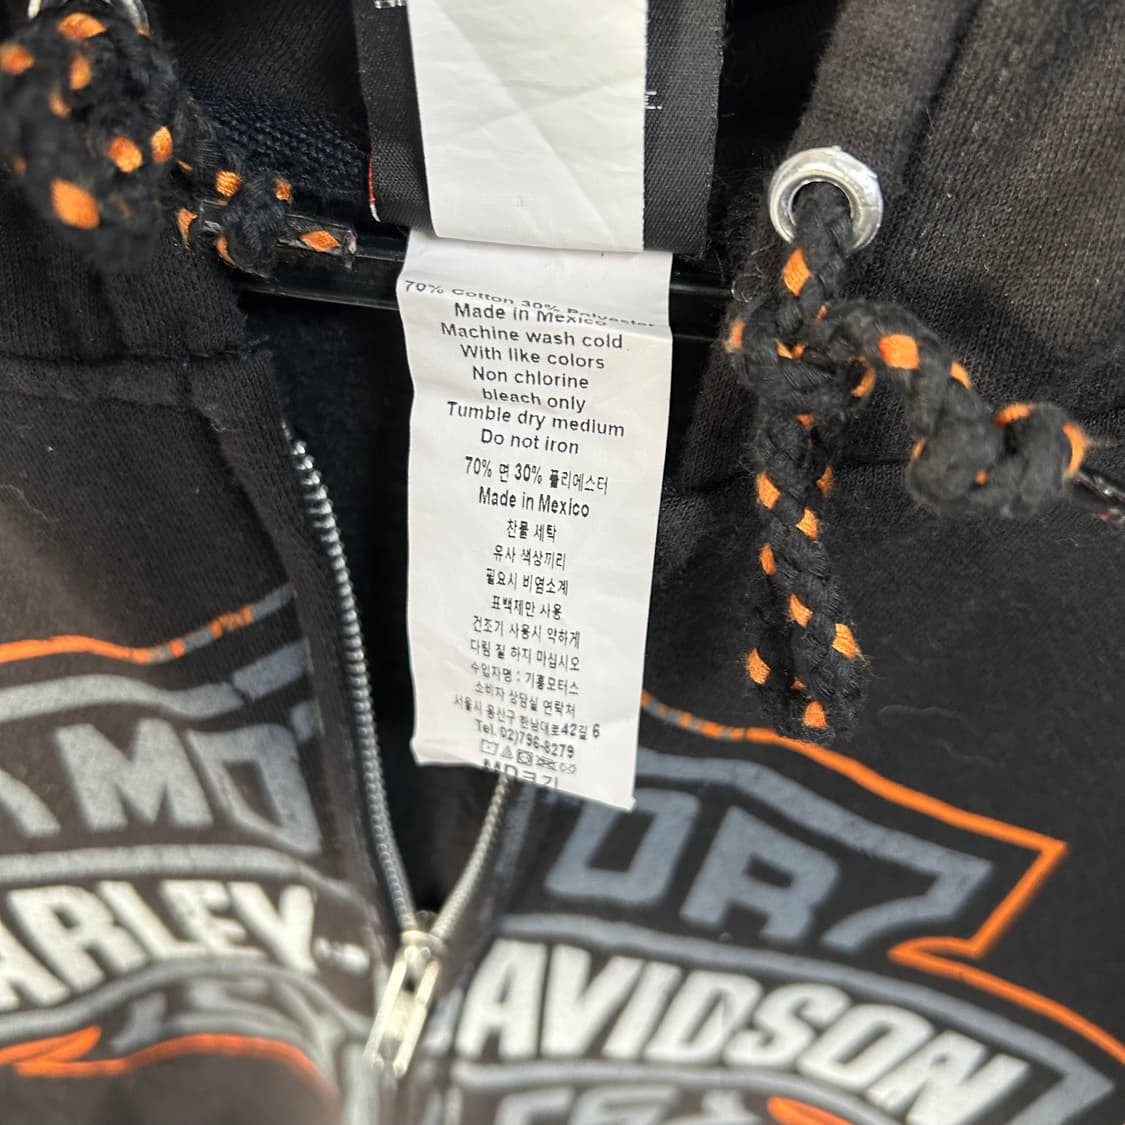 70% Cotton 30% Polyester
Made in Mexico
Machine wash cold
With like colors
Non chlorine
bleach only
Tumble dry medium
Do not iron
70% 면 30% 폴리에스터
Made in Mexico
찬물 세탁
유사 색상끼리
필요시 비염소계
표백제만 사용
건조기 사용시 약하게
다림 질 하지 마십시오
수입자명 : 기흥모터스
소비자 상담실 연락처
서울시 용산구 한남대로42길 6
Tel. 02)796-8279
MO
OR
ARLEY
AVIDSON